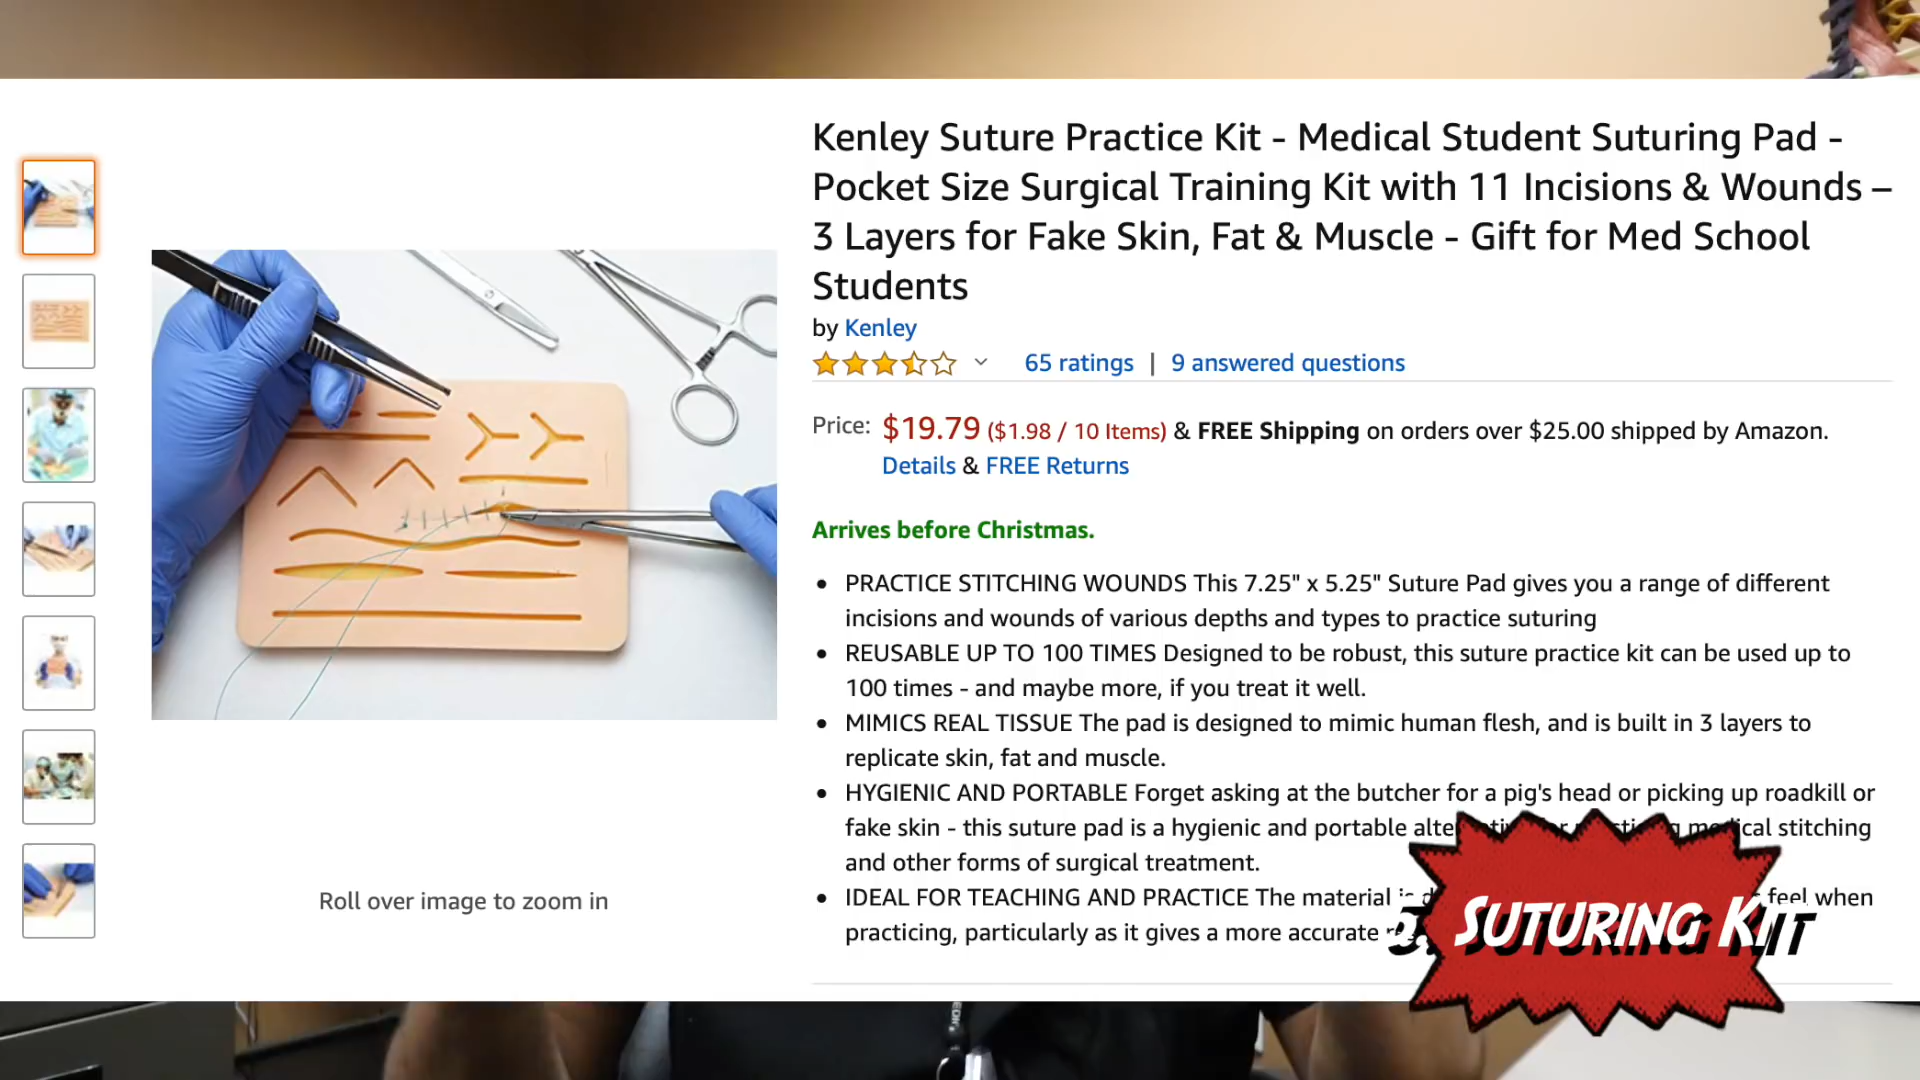 Kenley Suture Practice Kit - Medical Student Suturing Pad -
Pocket Size Surgical Training Kit with 11 Incisions & Wounds –
3 Layers for Fake Skin, Fat & Muscle - Gift for Med School
Students
by Kenley
65 ratings | 9 answered questions
Price: $19.79 ($1.98 / 10 Items) & FREE Shipping on orders over $25.00 shipped by Amazon.
Details & FREE Returns
Arrives before Christmas.
• PRACTICE STITCHING WOUNDS This 7.25" x 5.25" Suture Pad gives you a range of different
incisions and wounds of various depths and types to practice suturing
• REUSABLE UP TO 100 TIMES Designed to be robust, this suture practice kit can be used up to
100 times - and maybe more, if you treat it well.
• MIMICS REAL TISSUE The pad is designed to mimic human flesh, and is built in 3 layers to
replicate skin, fat and muscle.
• HYGIENIC AND PORTABLE Forget asking at the butcher for a pig's head or picking up roadkill or
fake skin - this suture pad is a hygienic and portable medical stitching
and other forms of surgical treatment.
• IDEAL FOR TEACHING AND PRACTICE The material is feel when
practicing, particularly as it gives a more accurate
Roll over image to zoom in
SUTURING KIT